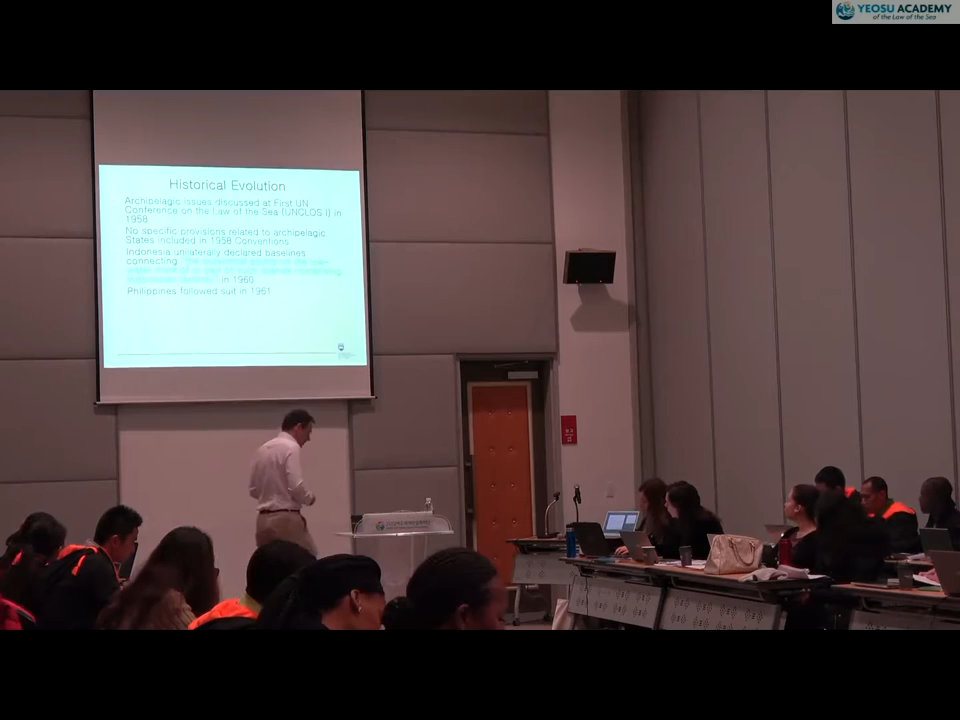 YEOSU ACADEMY
of the Law of the Sea
Historical Evolution
Archipelagic issues discussed at First UN
Conference on the Law of the Sea (UNCLOS I) in
1958
No specific provisions related to archipelagic
States included in 1958 Conventions
Indonesia unilaterally declared baselines
connecting
in 1960
Philippines followed suit in 1961